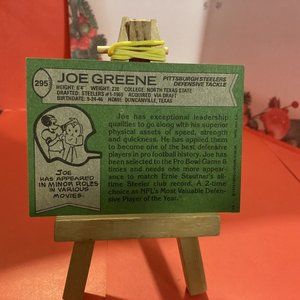 295
JOE GREENE
PITTSBURGH STEELERS
DEFENSIVE TACKLE
HEIGHT: 6'4" WEIGHT: 270 COLLEGE: NORTH TEXAS STATE
DRAFTED: STEELERS #1-1969 ACQUIRED: VIA DRAFT
BIRTHDATE: 9-24-46 HOME: DUNCANVILLE, TEXAS
Joe has exceptional leadership
qualities to go along with his superior
physical assets of speed, strength
and quickness. He has applied them
to become one of the best defensive
players in pro football history. Joe has
been selected to the Pro Bowl Game 8
times and needs one more appear-
ance to match Ernie Stautner's all-
time Steeler club record. A 2-time
choice as NFL's Most Valuable Defen-
sive Player of the Year.
JOE
HAS APPEARED
IN MINOR ROLES
IN VARIOUS
MOVIES.